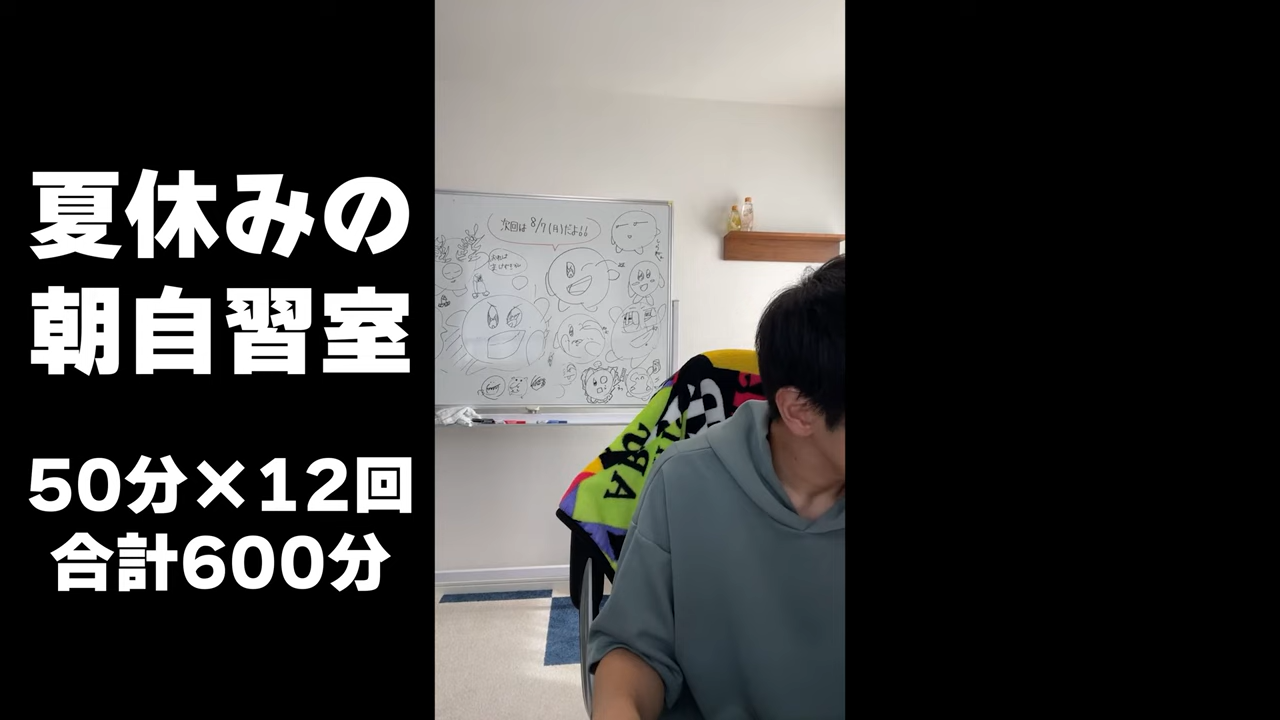 夏休みの
朝自習室
50分×12回
合計600分
次回は 8/7(月)だよ